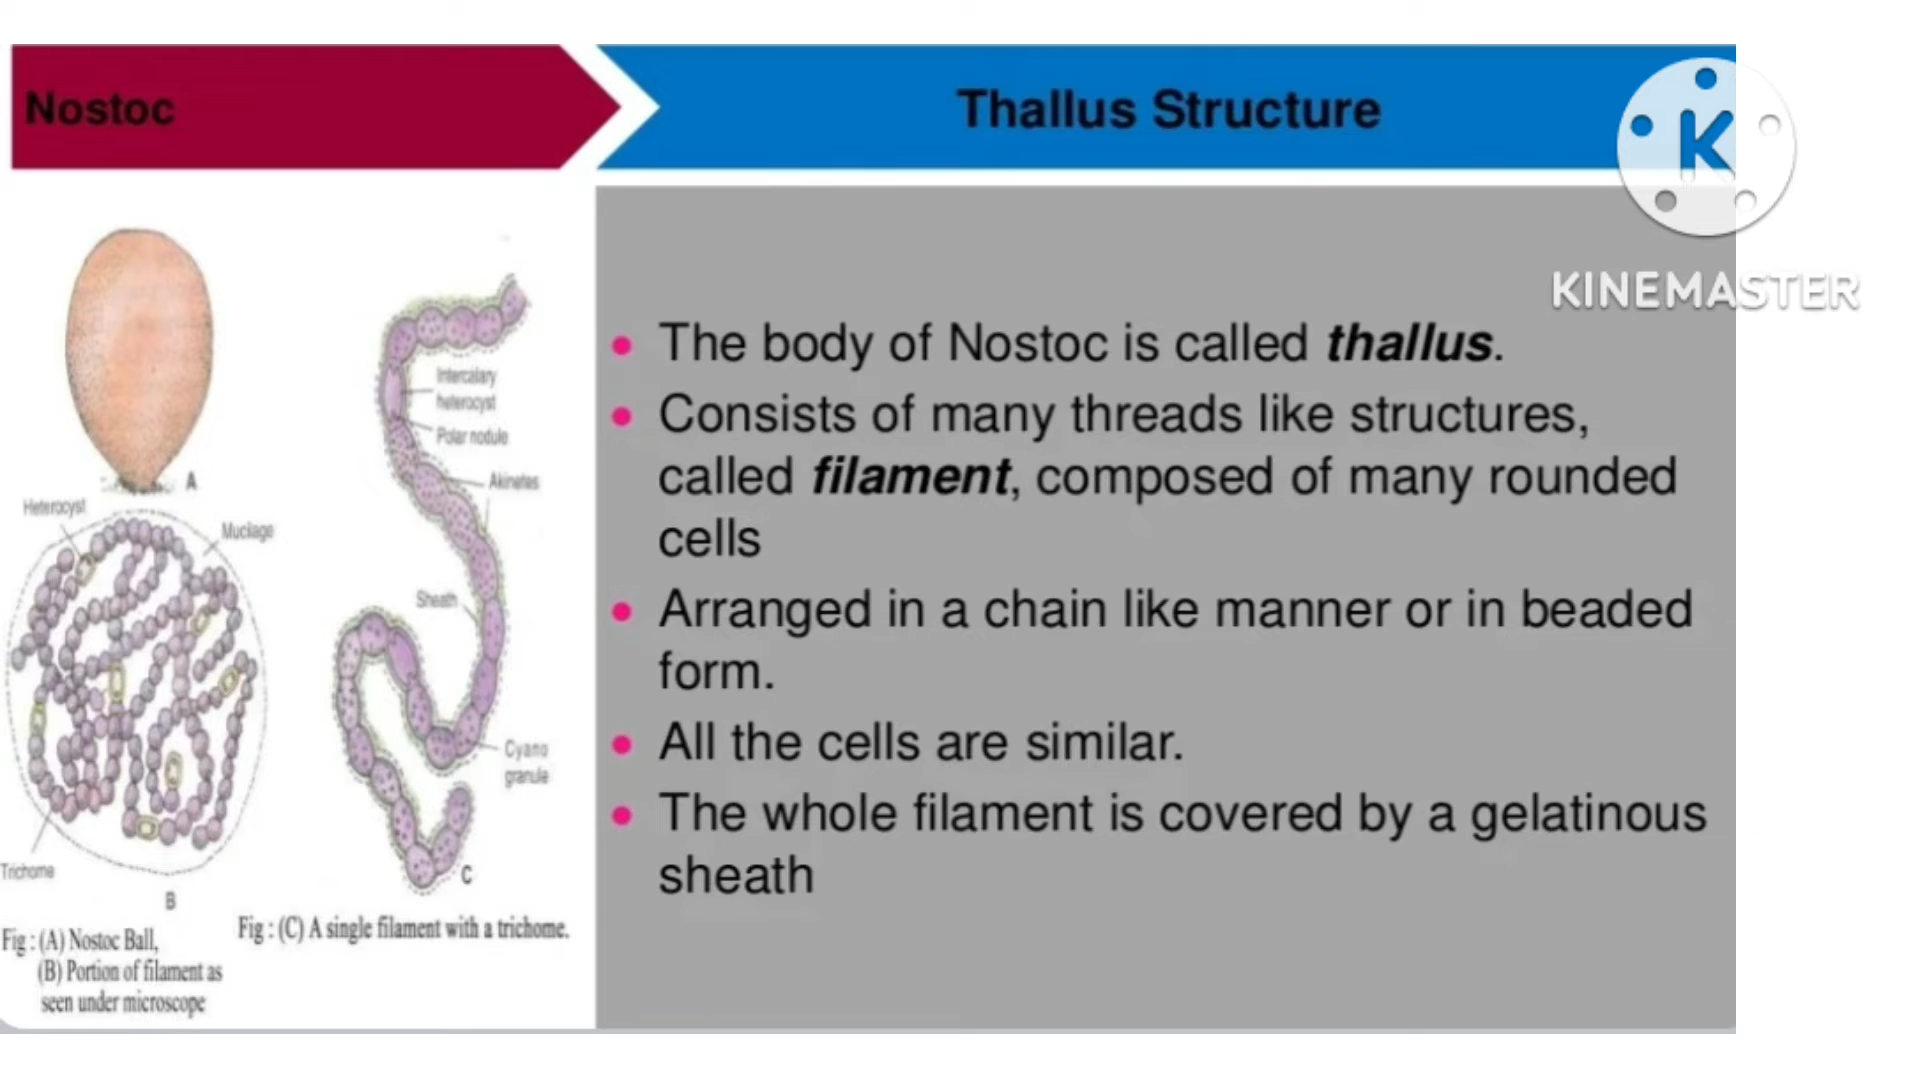 Nostoc
Thallus Structure
K
KINEMASTER
A
Heterocyst
Mucilage
Trichome
B
Fig : (A) Nostoc Ball,
(B) Portion of filament as
seen under microscope
Intercalary
heterocyst
Polar nodule
Akinetes
Sheath
Cyano
granule
C
Fig : (C) A single filament with a trichome.
The body of Nostoc is called thallus.
Consists of many threads like structures,
called filament, composed of many rounded
cells
Arranged in a chain like manner or in beaded
form.
All the cells are similar.
The whole filament is covered by a gelatinous
sheath